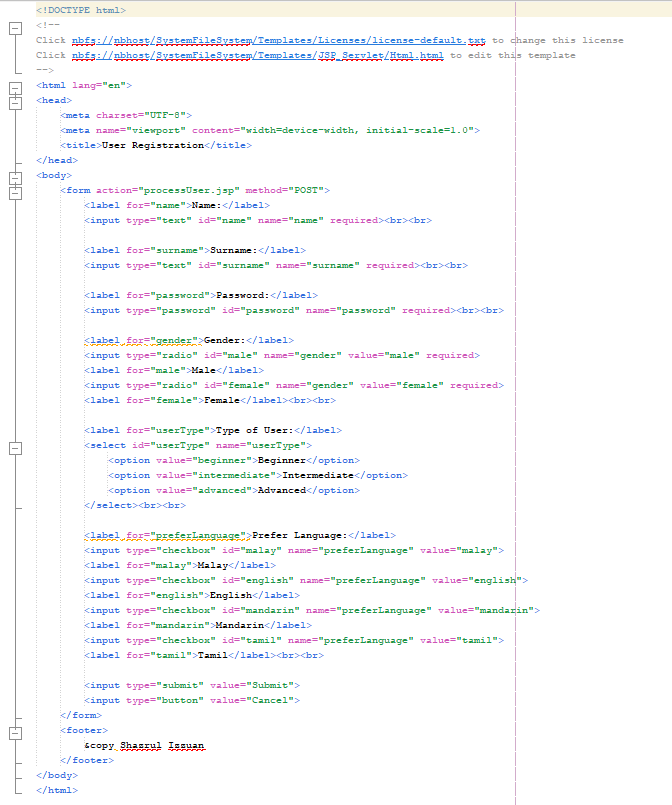 <!DOCTYPE html>
<!--
Click nbfs://nbhost/SystemFileSystem/Templates/Licenses/license-default.txt to change this license
Click nbfs://nbhost/SystemFileSystem/Templates/JSP_Servlet/Html.html to edit this template
-->
<html lang="en">
<head>
    <meta charset="UTF-8">
    <meta name="viewport" content="width=device-width, initial-scale=1.0">
    <title>User Registration</title>
</head>
<body>
    <form action="processUser.jsp" method="POST">
        <label for="name">Name:</label>
        <input type="text" id="name" name="name" required><br><br>

        <label for="surname">Surname:</label>
        <input type="text" id="surname" name="surname" required><br><br>

        <label for="password">Password:</label>
        <input type="password" id="password" name="password" required><br><br>

        <label for="gender">Gender:</label>
        <input type="radio" id="male" name="gender" value="male" required>
        <label for="male">Male</label>
        <input type="radio" id="female" name="gender" value="female" required>
        <label for="female">Female</label><br><br>

        <label for="userType">Type of User:</label>
        <select id="userType" name="userType">
            <option value="beginner">Beginner</option>
            <option value="intermediate">Intermediate</option>
            <option value="advanced">Advanced</option>
        </select><br><br>

        <label for="preferLanguage">Prefer Language:</label>
        <input type="checkbox" id="malay" name="preferLanguage" value="malay">
        <label for="malay">Malay</label>
        <input type="checkbox" id="english" name="preferLanguage" value="english">
        <label for="english">English</label>
        <input type="checkbox" id="mandarin" name="preferLanguage" value="mandarin">
        <label for="mandarin">Mandarin</label>
        <input type="checkbox" id="tamil" name="preferLanguage" value="tamil">
        <label for="tamil">Tamil</label><br><br>

        <input type="submit" value="Submit">
        <input type="button" value="Cancel">
    </form>
    <footer>
        &copy Shazrul Izzuan
    </footer>
</body>
</html>